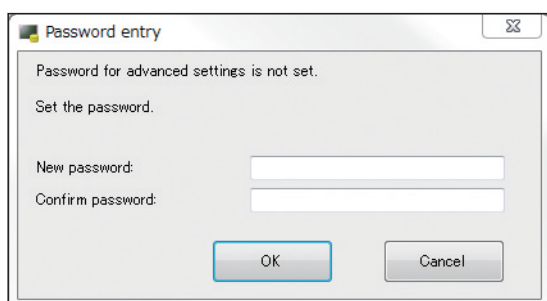 Password entry
Password for advanced settings is not set.
Set the password.
New password:
Confirm password:
OK Cancel